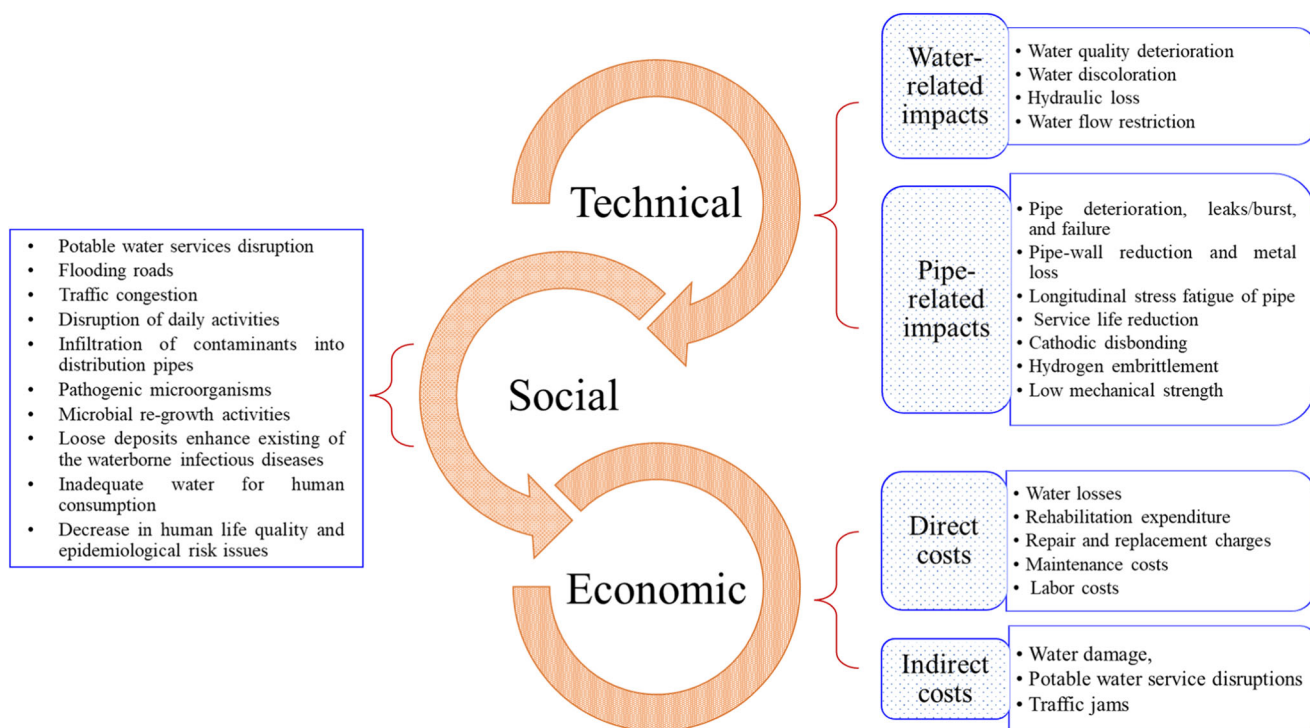 Water-
related
impacts
• Water quality deterioration
• Water discoloration
• Hydraulic loss
• Water flow restriction
Technical
Pipe-
related
impacts
• Pipe deterioration, leaks/burst,
and failure
• Pipe-wall reduction and metal
loss
• Longitudinal stress fatigue of pipe
• Service life reduction
• Cathodic disbonding
• Hydrogen embrittlement
• Low mechanical strength
• Potable water services disruption
• Flooding roads
• Traffic congestion
• Disruption of daily activities
• Infiltration of contaminants into
distribution pipes
• Pathogenic microorganisms
• Microbial re-growth activities
• Loose deposits enhance existing of
the waterborne infectious diseases
• Inadequate water for human
consumption
• Decrease in human life quality and
epidemiological risk issues
Social
Economic
Direct
costs
• Water losses
• Rehabilitation expenditure
• Repair and replacement charges
• Maintenance costs
• Labor costs
Indirect
costs
• Water damage,
• Potable water service disruptions
• Traffic jams